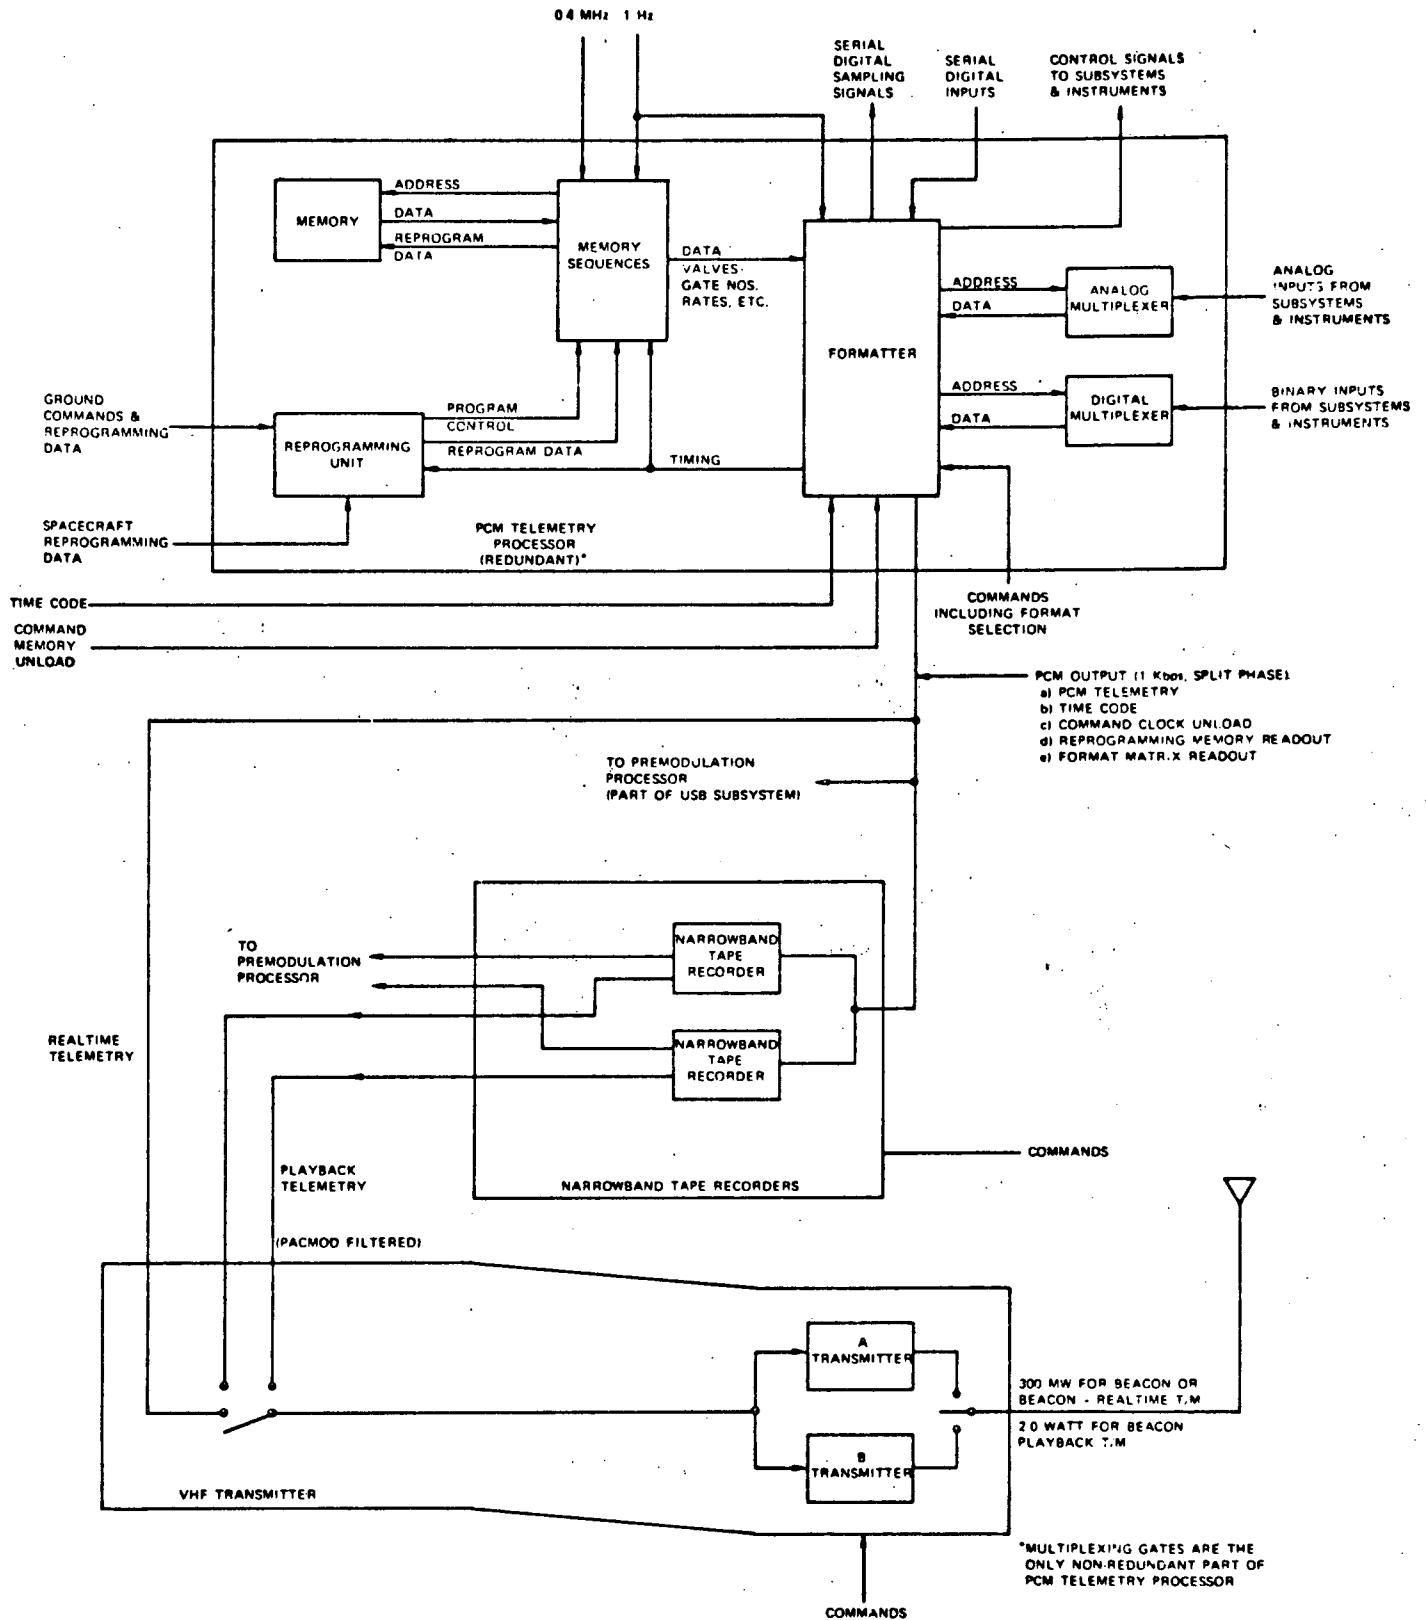 04 MHz 1 Hz
SERIAL
DIGITAL
SAMPLING
SIGNALS
SERIAL
DIGITAL
INPUTS
CONTROL SIGNALS
TO SUBSYSTEMS
& INSTRUMENTS
MEMORY
ADDRESS
DATA
REPROGRAM
DATA
MEMORY
SEQUENCES
DATA
VALVES
GATE NOS.
RATES, ETC.
FORMATTER
ADDRESS
DATA
ANALOG
MULTIPLEXER
ANALOG
INPUTS FROM
SUBSYSTEMS
& INSTRUMENTS
ADDRESS
DATA
DIGITAL
MULTIPLEXER
BINARY INPUTS
FROM SUBSYSTEMS
& INSTRUMENTS
GROUND
COMMANDS &
REPROGRAMMING
DATA
REPROGRAMMING
UNIT
PROGRAM
CONTROL
REPROGRAM DATA
TIMING
SPACECRAFT
REPROGRAMMING
DATA
PCM TELEMETRY
PROCESSOR
(REDUNDANT)*
TIME CODE
COMMAND
MEMORY
UNLOAD
COMMANDS
INCLUDING FORMAT
SELECTION
PCM OUTPUT (1 Kbps, SPLIT PHASE)
a) PCM TELEMETRY
b) TIME CODE
c) COMMAND CLOCK UNLOAD
d) REPROGRAMMING MEMORY READOUT
e) FORMAT MATRIX READOUT
TO PREMODULATION
PROCESSOR
(PART OF USB SUBSYSTEM)
TO
PREMODULATION
PROCESSOR
NARROWBAND
TAPE
RECORDER
NARROWBAND
TAPE
RECORDER
REALTIME
TELEMETRY
PLAYBACK
TELEMETRY
NARROWBAND TAPE RECORDERS
COMMANDS
(PACMOD FILTERED)
A
TRANSMITTER
B
TRANSMITTER
300 MW FOR BEACON OR
BEACON - REALTIME T/M
2.0 WATT FOR BEACON
PLAYBACK T/M
VHF TRANSMITTER
COMMANDS
*MULTIPLEXING GATES ARE THE
ONLY NON-REDUNDANT PART OF
PCM TELEMETRY PROCESSOR